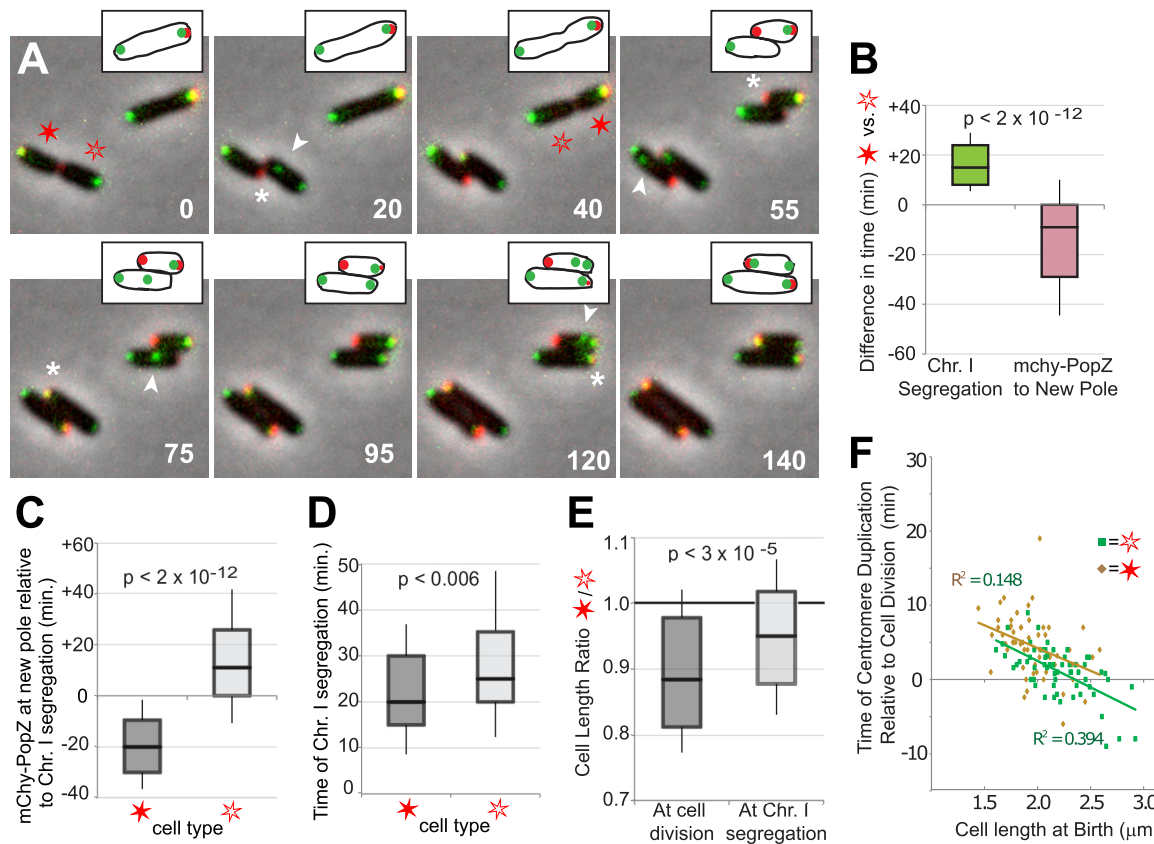 A
0
20
40
55
75
95
120
140
B
Difference in time (min) vs.
+40
+20
0
-20
-40
-60
p < 2 x 10 -12
Chr. I
Segregation
mchy-PopZ
to New Pole
C
mChy-PopZ at new pole relative
to Chr. I segregation (min.)
+60
+40
+20
0
-20
-40
p < 2 x 10-12
cell type
D
Time of Chr. I segregation (min.)
50
40
30
20
10
0
p < 0.006
cell type
E
Cell Length Ratio /
1.1
1.0
0.9
0.8
0.7
p < 3 x 10 -5
At cell
division
At Chr. I
segregation
F
Time of Centromere Duplication
Relative to Cell Division (min)
30
20
10
0
-10
R2 = 0.148
R2 = 0.394
=
=
1.5
2.0
2.5
3.0
Cell length at Birth (μm